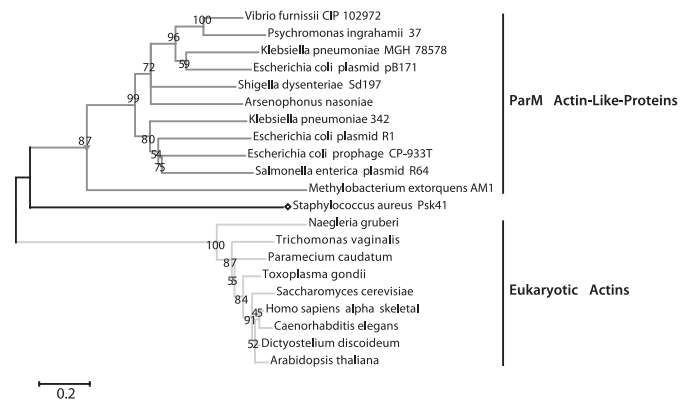 Vibrio furnissii CIP 102972
100
Psychromonas ingrahamii 37
96
Klebsiella pneumoniae MGH 78578
59
Escherichia coli plasmid pB171
72
Shigella dysenteriae Sd197
99
Arsenophonus nasoniae
ParM Actin-Like-Proteins
Klebsiella pneumoniae 342
80
Escherichia coli plasmid R1
87
54
Escherichia coli prophage CP-933T
75
Salmonella enterica plasmid R64
Methylobacterium extorquens AM1
Staphylococcus aureus Psk41
Naegleria gruberi
100
Trichomonas vaginalis
87
Paramecium caudatum
55
Toxoplasma gondii
84
Saccharomyces cerevisiae
Eukaryotic Actins
45
Homo sapiens alpha skeletal
91
Caenorhabditis elegans
52
Dictyostelium discoideum
Arabidopsis thaliana
0.2